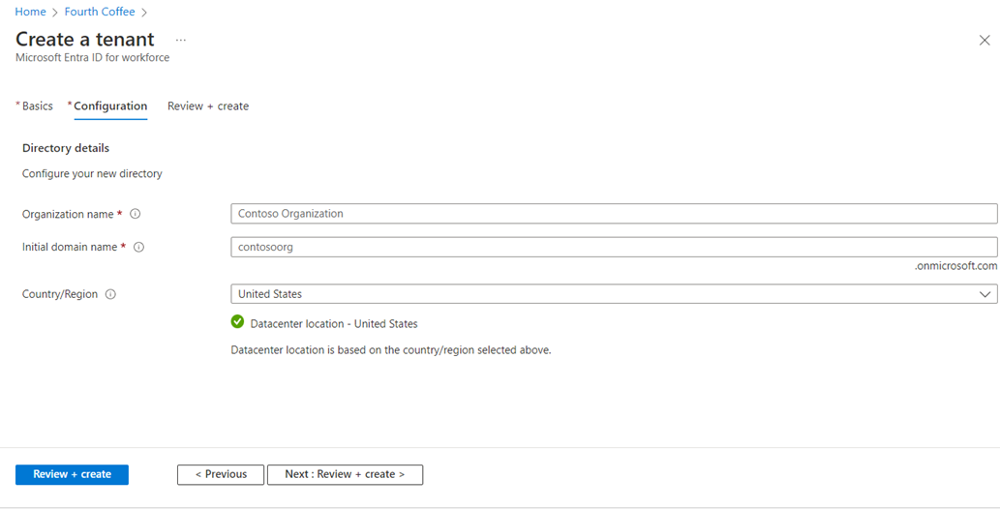 Home > Fourth Coffee >
Create a tenant ...
Microsoft Entra ID for workforce
* Basics * Configuration Review + create
Directory details
Configure your new directory
Organization name * Contoso Organization
Initial domain name * contosoorg
.onmicrosoft.com
Country/Region United States
Datacenter location - United States
Datacenter location is based on the country/region selected above.
Review + create < Previous Next : Review + create >